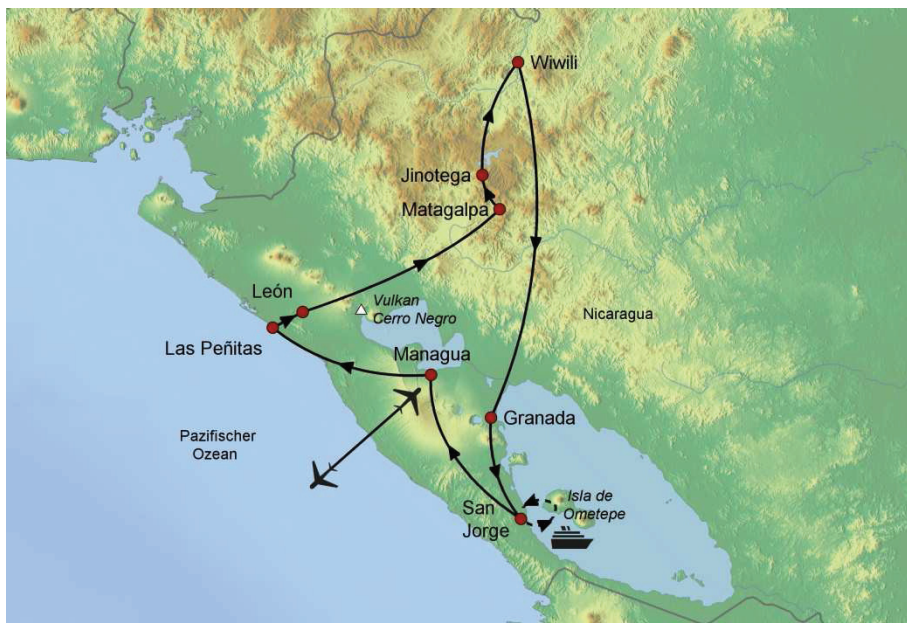 Wiwili
Jinotega
Matagalpa
León
Vulkan
Cerro Negro
Nicaragua
Las Peñitas
Managua
Granada
Pazifischer
Ozean
Isla de
Ometepe
San
Jorge